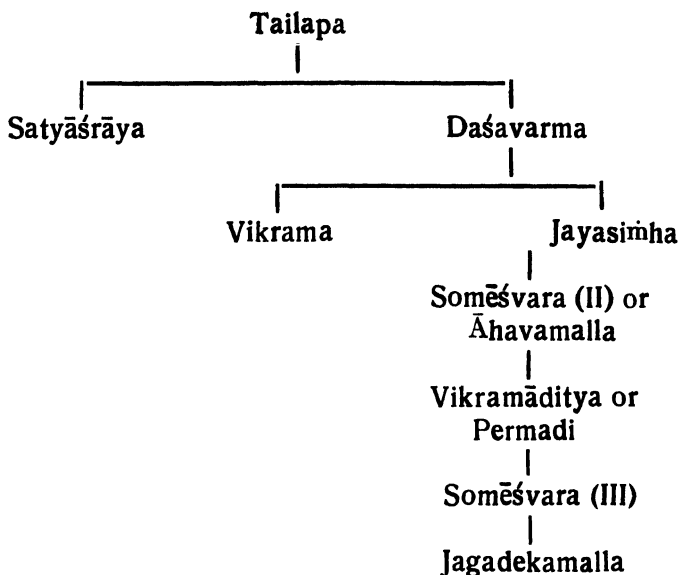 Tailapa
Satyāśrāya
Daśavarma
Vikrama
Jayasiṁha
Somēśvara (II) or
Āhavamalla
Vikramāditya or
Permadi
Somēśvara (III)
Jagadekamalla